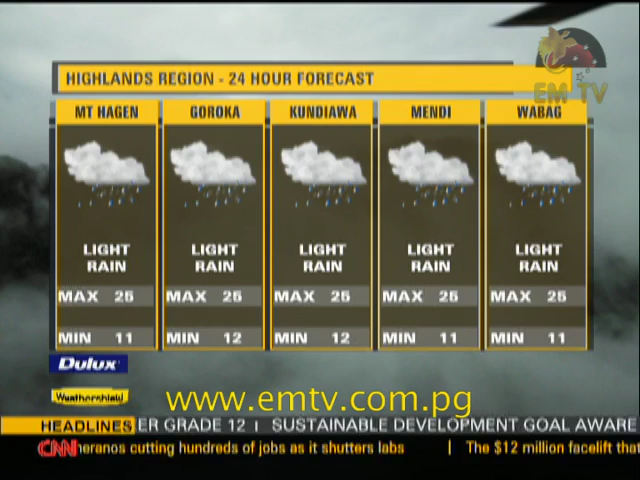 HIGHLANDS REGION - 24 HOUR FORECAST
EM TV
MT HAGEN GOROKA KUNDIAWA MENDI WABAG
LIGHT RAIN LIGHT RAIN LIGHT RAIN LIGHT RAIN LIGHT RAIN
MAX 25 MAX 25 MAX 25 MAX 25 MAX 25
MIN 11 MIN 12 MIN 12 MIN 11 MIN 11
Dulux
Weathershield
www.emtv.com.pg
HEADLINES ER GRADE 12 | SUSTAINABLE DEVELOPMENT GOAL AWARE
CNN heranos cutting hundreds of jobs as it shutters labs | The $12 million facelift that